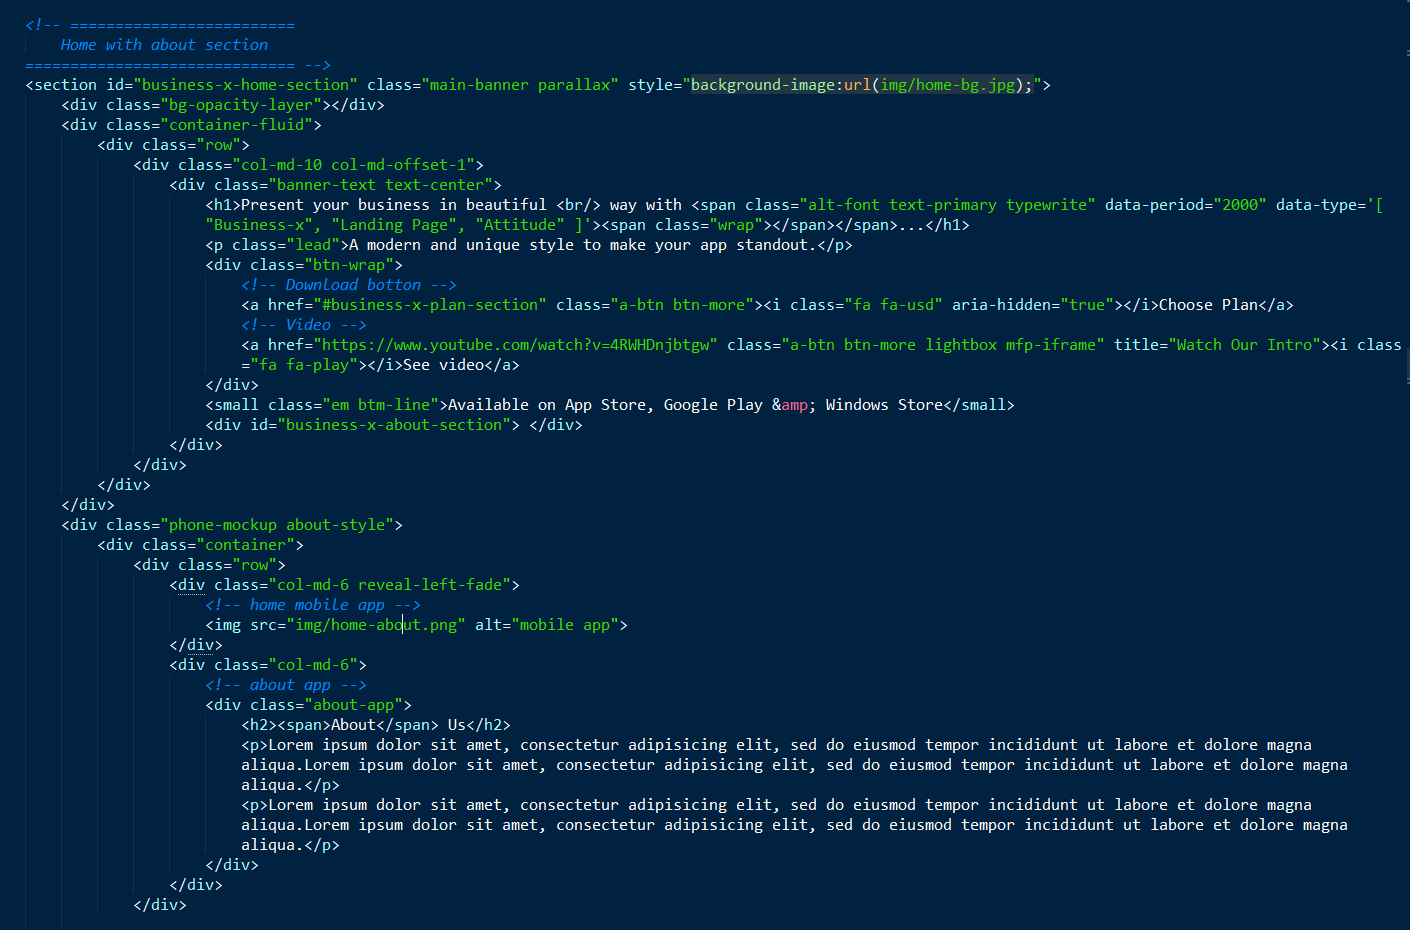 <!-- =========================
    Home with about section
============================== -->
<section id="business-x-home-section" class="main-banner parallax" style="background-image:url(img/home-bg.jpg);">
    <div class="bg-opacity-layer"></div>
    <div class="container-fluid">
        <div class="row">
            <div class="col-md-10 col-md-offset-1">
                <div class="banner-text text-center">
                    <h1>Present your business in beautiful <br/> way with <span class="alt-font text-primary typewrite" data-period="2000" data-type='[
                    "Business-x", "Landing Page", "Attitude" ]'><span class="wrap"></span></span>...</h1>
                    <p class="lead">A modern and unique style to make your app standout.</p>
                    <div class="btn-wrap">
                        <!-- Download botton -->
                        <a href="#business-x-plan-section" class="a-btn btn-more"><i class="fa fa-usd" aria-hidden="true"></i>Choose Plan</a>
                        <!-- Video -->
                        <a href="https://www.youtube.com/watch?v=4RWHDnjbtgw" class="a-btn btn-more lightbox mfp-iframe" title="Watch Our Intro"><i class
                        ="fa fa-play"></i>See video</a>
                    </div>
                    <small class="em btm-line">Available on App Store, Google Play &amp; Windows Store</small>
                    <div id="business-x-about-section"> </div>
                </div>
            </div>
        </div>
    </div>
    <div class="phone-mockup about-style">
        <div class="container">
            <div class="row">
                <div class="col-md-6 reveal-left-fade">
                    <!-- home mobile app -->
                    <img src="img/home-about.png" alt="mobile app">
                </div>
                <div class="col-md-6">
                    <!-- about app -->
                    <div class="about-app">
                        <h2><span>About</span> Us</h2>
                        <p>Lorem ipsum dolor sit amet, consectetur adipisicing elit, sed do eiusmod tempor incididunt ut labore et dolore magna
                        aliqua.Lorem ipsum dolor sit amet, consectetur adipisicing elit, sed do eiusmod tempor incididunt ut labore et dolore magna
                        aliqua.</p>
                        <p>Lorem ipsum dolor sit amet, consectetur adipisicing elit, sed do eiusmod tempor incididunt ut labore et dolore magna
                        aliqua.Lorem ipsum dolor sit amet, consectetur adipisicing elit, sed do eiusmod tempor incididunt ut labore et dolore magna
                        aliqua.</p>
                    </div>
                </div>
            </div>